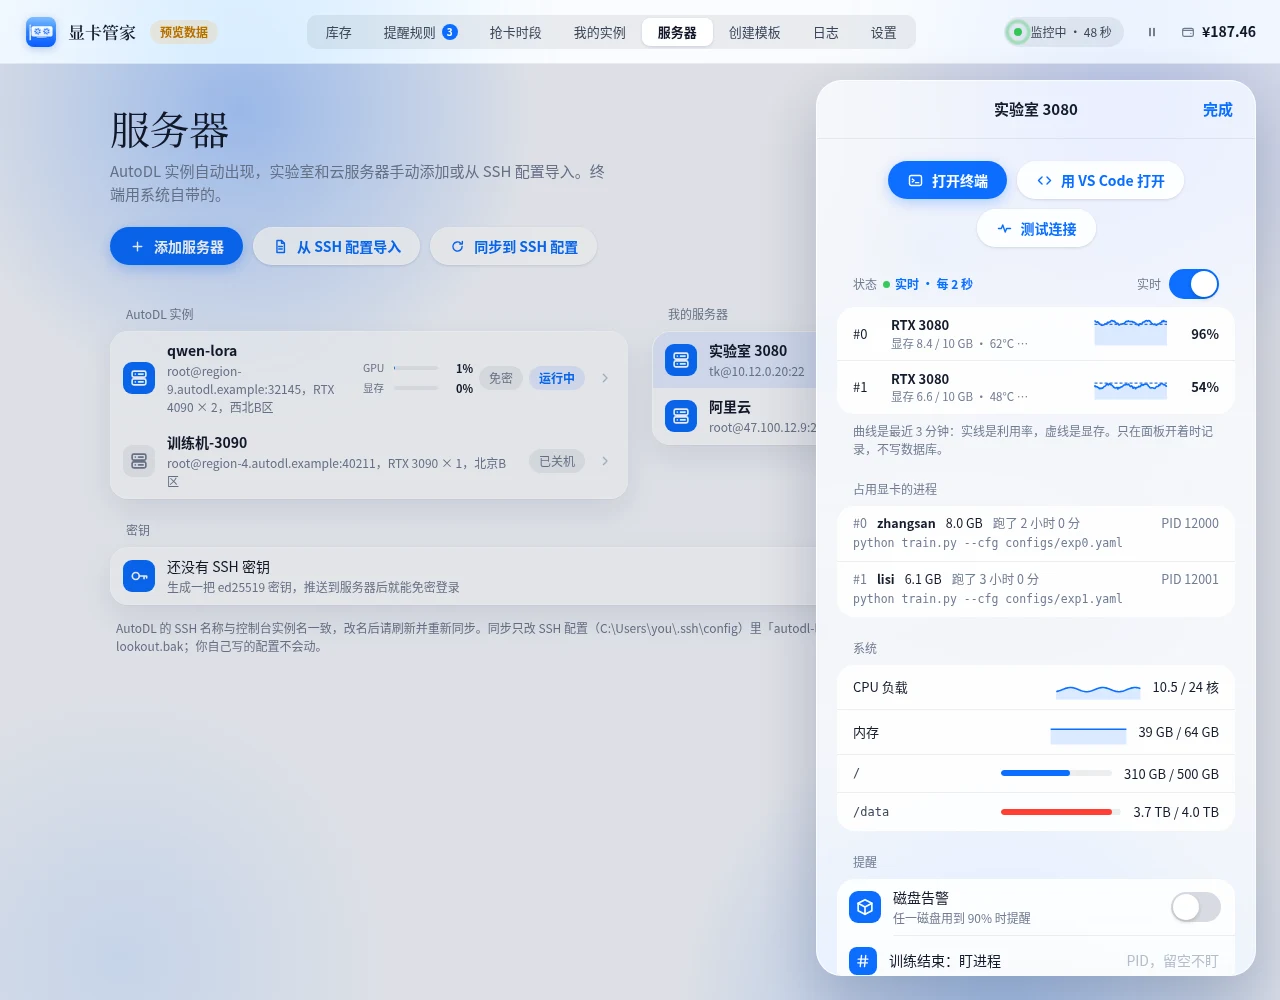 显卡管家 预览数据 库存 提醒规则 3 抢卡时段 我的实例 服务器 创建模板 日志 设置 监控中 · 48 秒 ¥187.46
服务器
AutoDL 实例自动出现，实验室和云服务器手动添加或从 SSH 配置导入。终
端用系统自带的。
添加服务器 从 SSH 配置导入 同步到 SSH 配置
AutoDL 实例
qwen-lora
root@region-
9.autodl.example:32145，RTX
4090 × 2，西北B区
GPU 1%
显存 0%
免密 运行中
训练机-3090
root@region-4.autodl.example:40211，RTX 3090 × 1，北京B
区
已关机
我的服务器
实验室 3080
tk@10.12.0.20:22
阿里云
root@47.100.12.9:2
密钥
还没有 SSH 密钥
生成一把 ed25519 密钥，推送到服务器后就能免密登录
AutoDL 的 SSH 名称与控制台实例名一致，改名后请刷新并重新同步。同步只改 SSH 配置（C:\Users\you\.ssh\config）里「autodl-
lookout.bak；你自己写的配置不会动。
实验室 3080 完成
打开终端 用 VS Code 打开
测试连接
状态 实时 · 每 2 秒 实时
#0 RTX 3080 96%
显存 8.4 / 10 GB · 62°C ···
#1 RTX 3080 54%
显存 6.6 / 10 GB · 48°C ···
曲线是最近 3 分钟：实线是利用率，虚线是显存。只在面板开着时记
录，不写数据库。
占用显卡的进程
#0 zhangsan 8.0 GB 跑了 2 小时 0 分 PID 12000
python train.py --cfg configs/exp0.yaml
#1 lisi 6.1 GB 跑了 3 小时 0 分 PID 12001
python train.py --cfg configs/exp1.yaml
系统
CPU 负载 10.5 / 24 核
内存 39 GB / 64 GB
/ 310 GB / 500 GB
/data 3.7 TB / 4.0 TB
提醒
磁盘告警
任一磁盘用到 90% 时提醒
训练结束：盯进程 PID，留空不盯